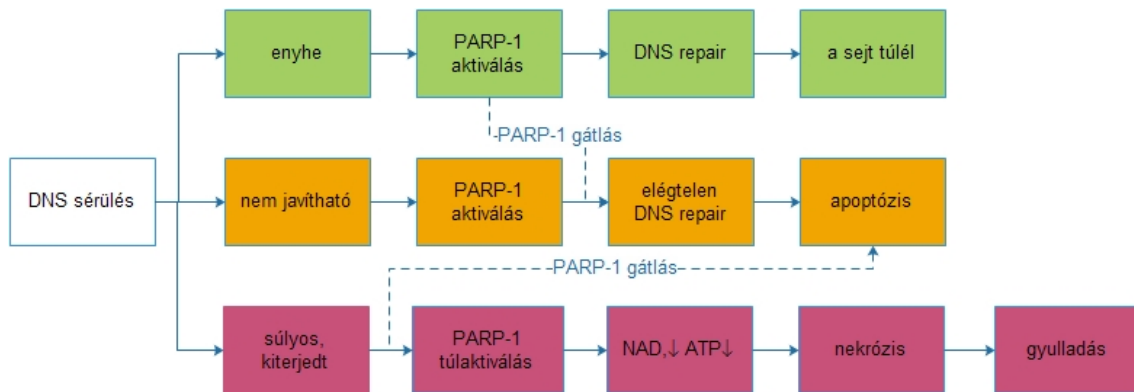 enyhe
PARP-1
aktiválás
DNS repair
a sejt túlél
PARP-1 gátlás
DNS sérülés
nem javítható
PARP-1
aktiválás
elégtelen
DNS repair
apoptózis
PARP-1 gátlás
súlyos,
kiterjedt
PARP-1
túlaktiválás
NAD,↓ ATP↓
nekrózis
gyulladás